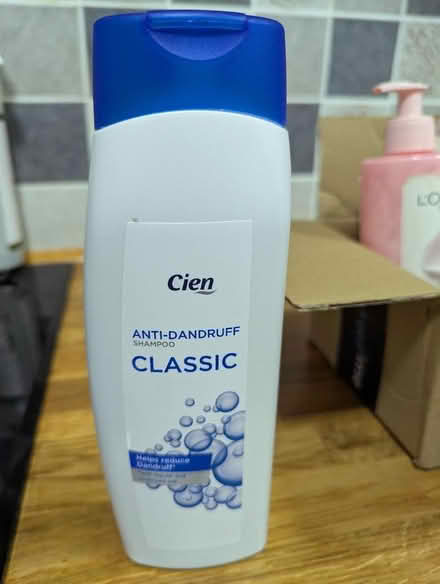 Cien
ANTI-DANDRUFF
SHAMPOO
CLASSIC
Helps reduce
Dandruff*
L'O